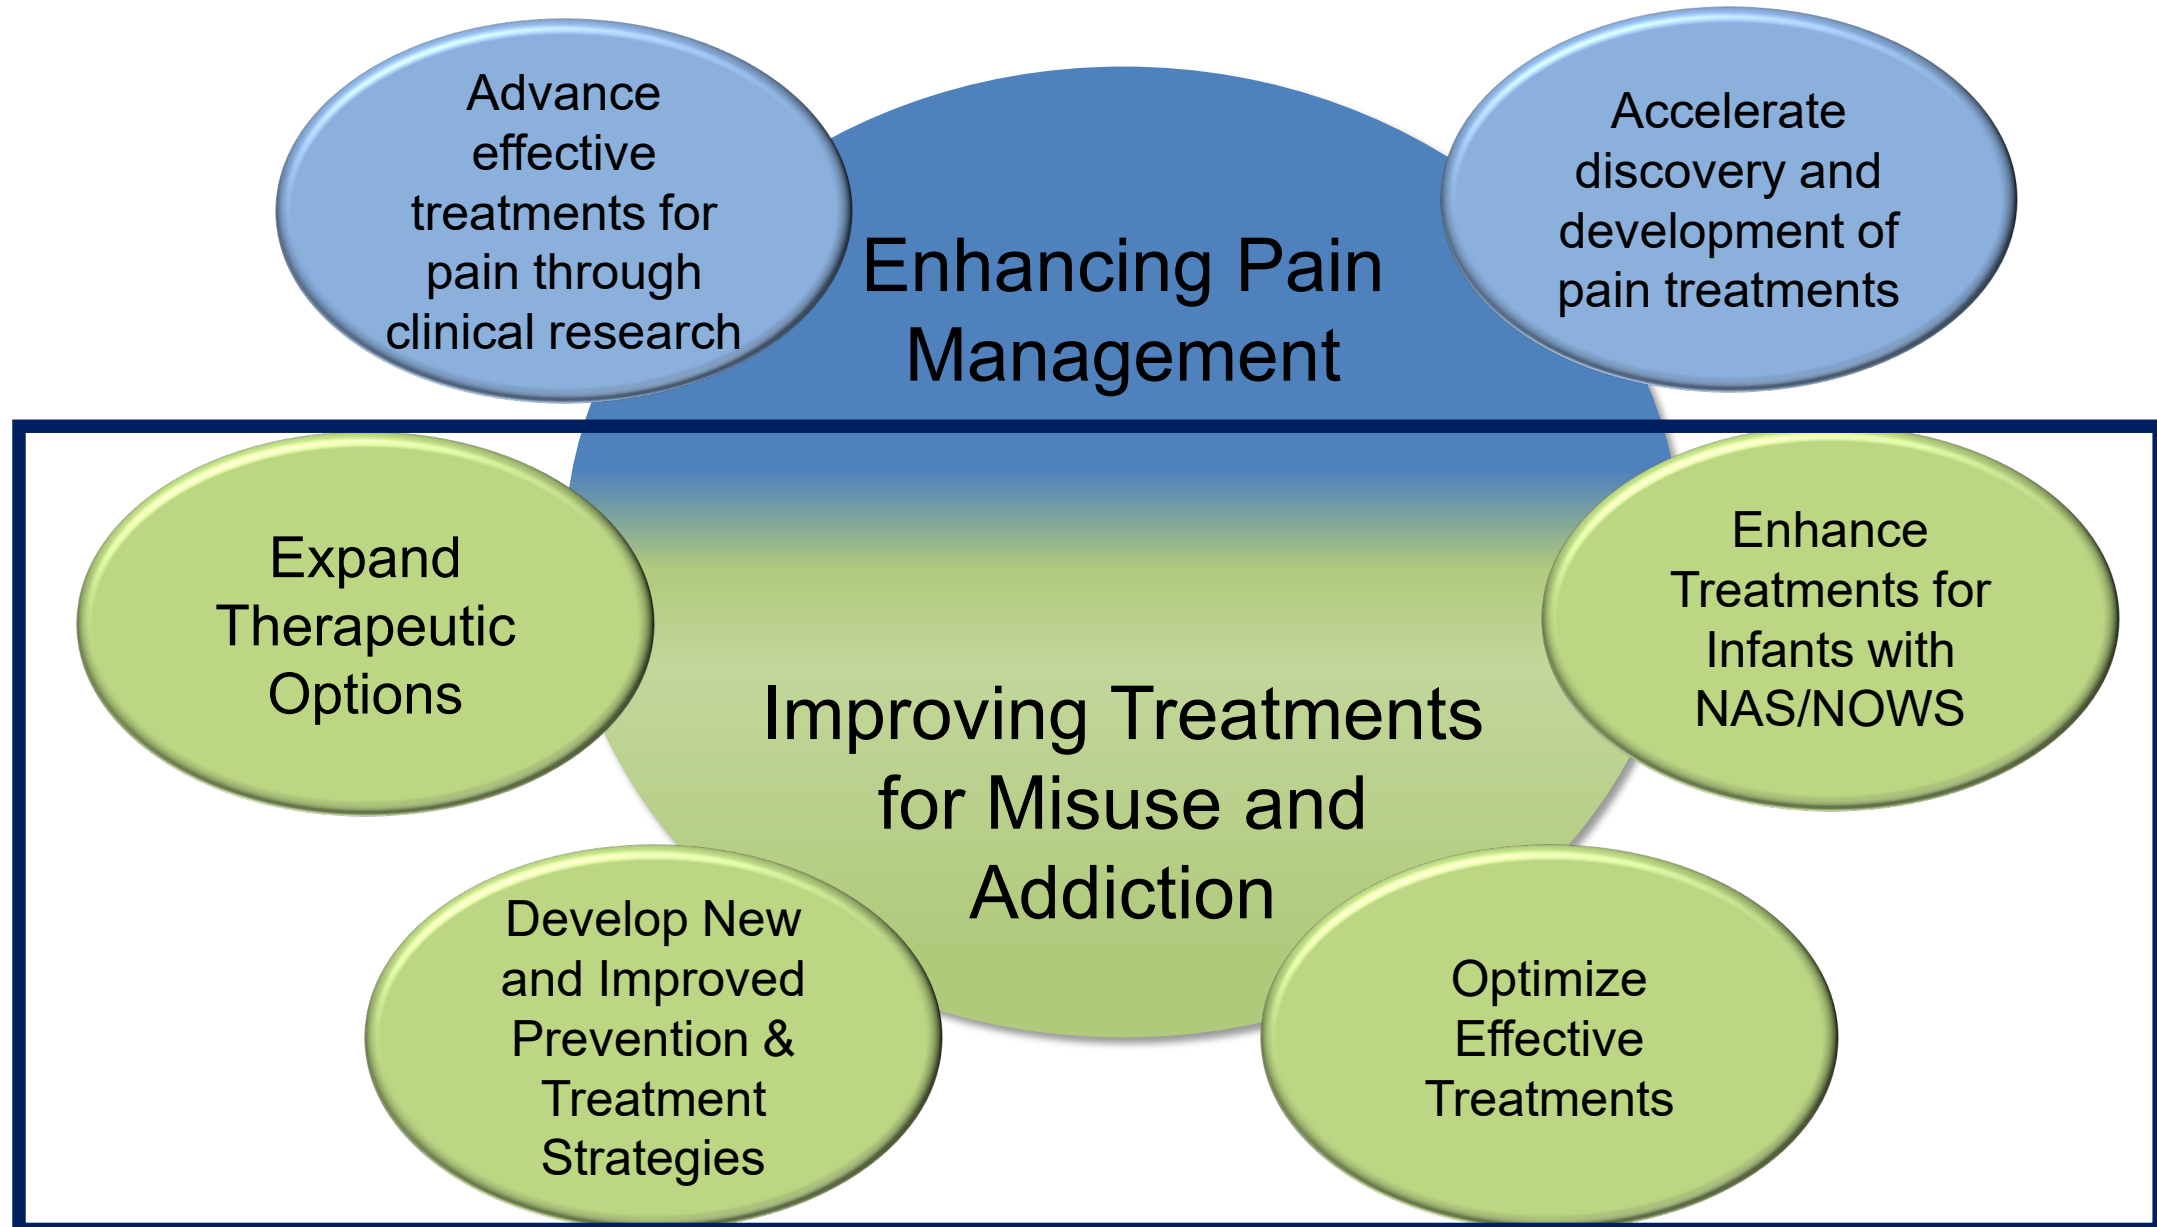 Advance
effective
treatments for
pain through
clinical research
Accelerate
discovery and
development of
pain treatments
Enhancing Pain
Management
Expand
Therapeutic
Options
Enhance
Treatments for
Infants with
NAS/NOWS
Improving Treatments
for Misuse and
Addiction
Develop New
and Improved
Prevention &
Treatment
Strategies
Optimize
Effective
Treatments